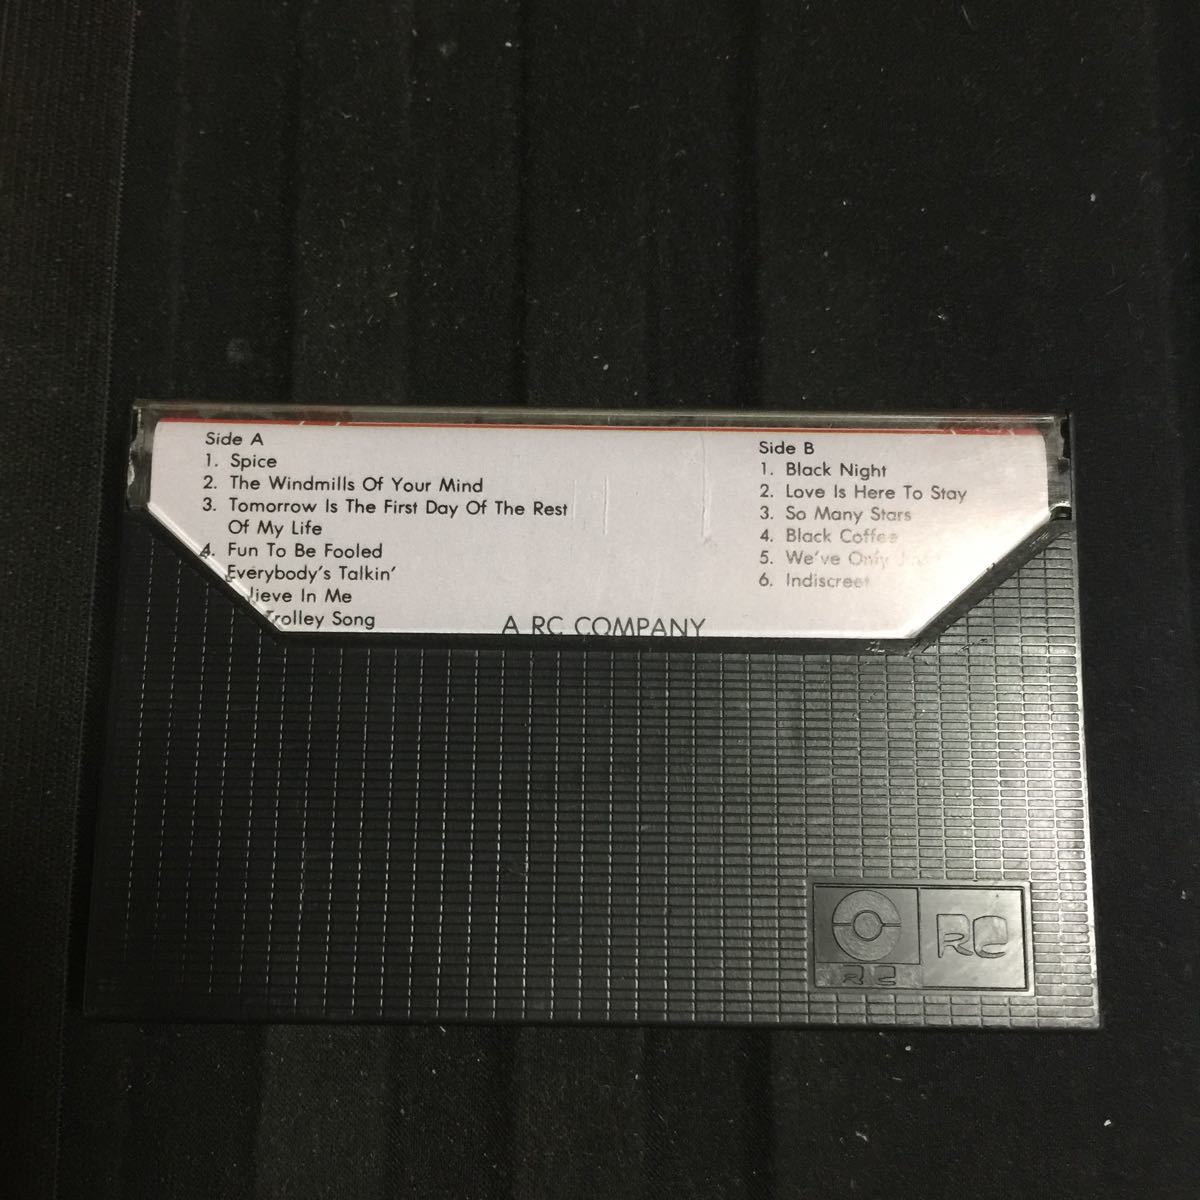 Side A
1. Spice
2. The Windmills Of Your Mind
3. Tomorrow Is The First Day Of The Rest
Of My Life
4. Fun To Be Fooled
Everybody's Talkin'
lieve In Me
Trolley Song
A RC COMPANY
Side B
1. Black Night
2. Love Is Here To Stay
3. So Many Stars
4. Black Coffee
5. We've Only
6. Indiscreet
RC
RC